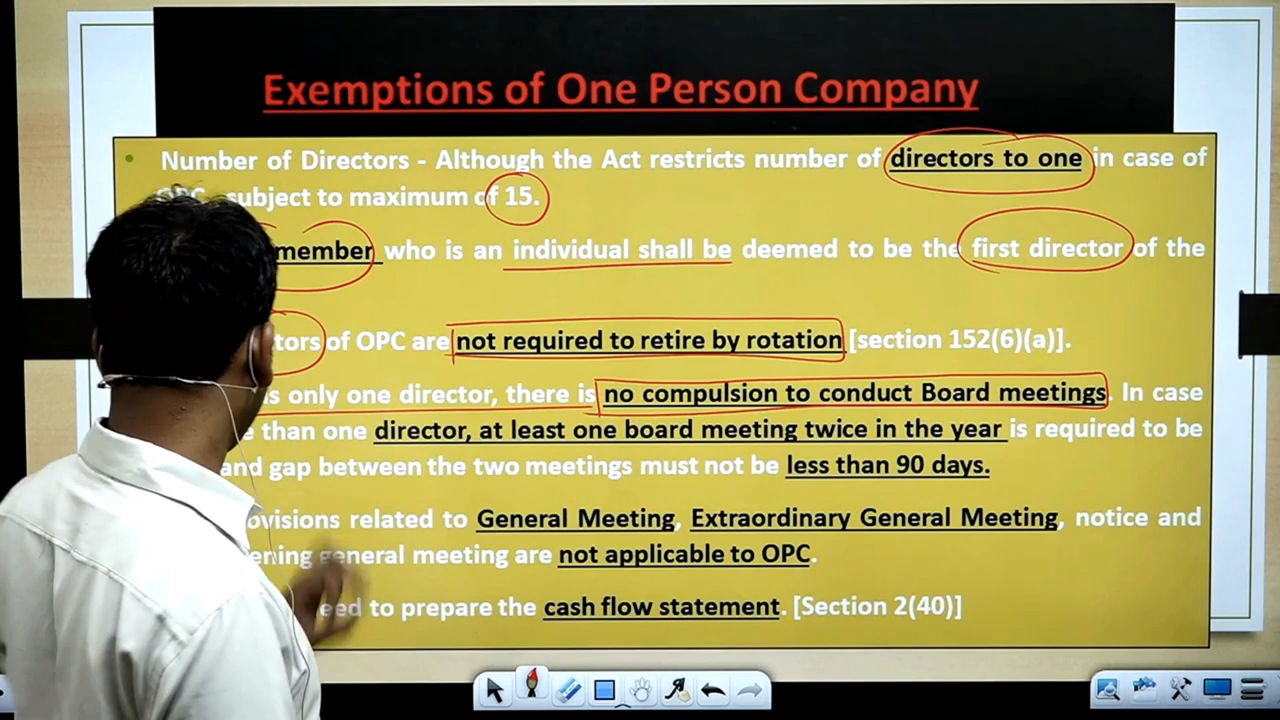 Exemptions of One Person Company
Number of Directors - Although the Act restricts number of directors to one in case of
subject to maximum of 15.
member who is an individual shall be deemed to be the first director of the
of OPC are not required to retire by rotation [section 152(6)(a)].
only one director, there is no compulsion to conduct Board meetings. In case
than one director, at least one board meeting twice in the year is required to be
and gap between the two meetings must not be less than 90 days.
related to General Meeting, Extraordinary General Meeting, notice and
general meeting are not applicable to OPC.
to prepare the cash flow statement. [Section 2(40)]